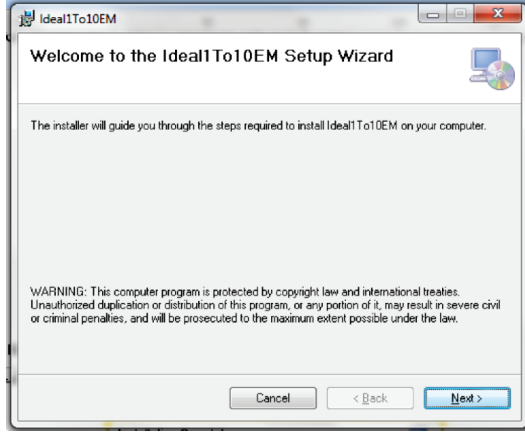 Ideal1To10EM
Welcome to the Ideal1To10EM Setup Wizard
The installer will guide you through the steps required to install Ideal1To10EM on your computer.
WARNING: This computer program is protected by copyright law and international treaties.
Unauthorized duplication or distribution of this program, or any portion of it, may result in severe civil
or criminal penalties, and will be prosecuted to the maximum extent possible under the law.
Cancel
< Back
Next >